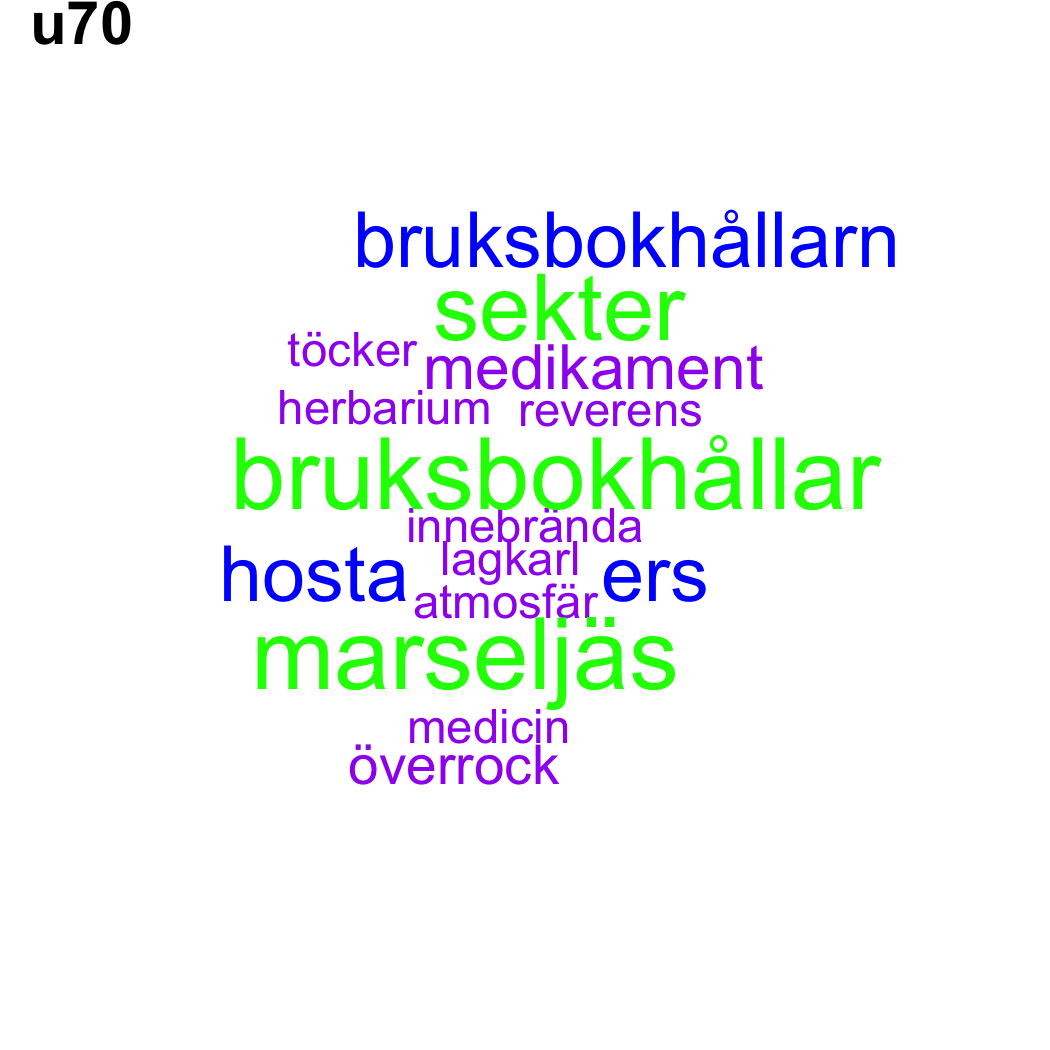 u70
bruksbokhållarn
sekter
töcker medikament
herbarium reverens
bruksbokhållar
innebrända
lagkarl
hosta ers
atmosfär
marseljäs
medicin
överrock